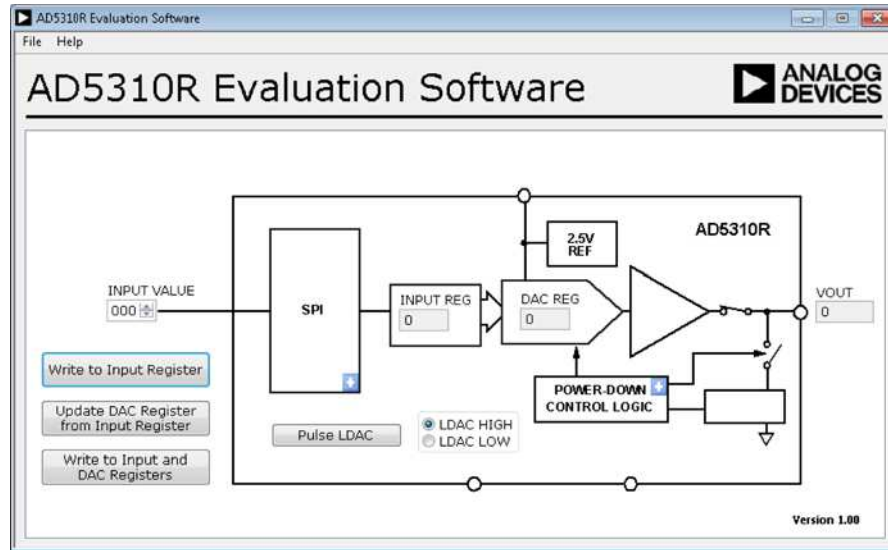 AD5310R Evaluation Software
File Help
AD5310R Evaluation Software
ANALOG
DEVICES
AD5310R
2.5V
REF
INPUT VALUE
000
SPI
INPUT REG
0
DAC REG
0
VOUT
0
Write to Input Register
Update DAC Register
from Input Register
Write to Input and
DAC Registers
POWER-DOWN
CONTROL LOGIC
Pulse LDAC
LDAC HIGH
LDAC LOW
Version 1.00